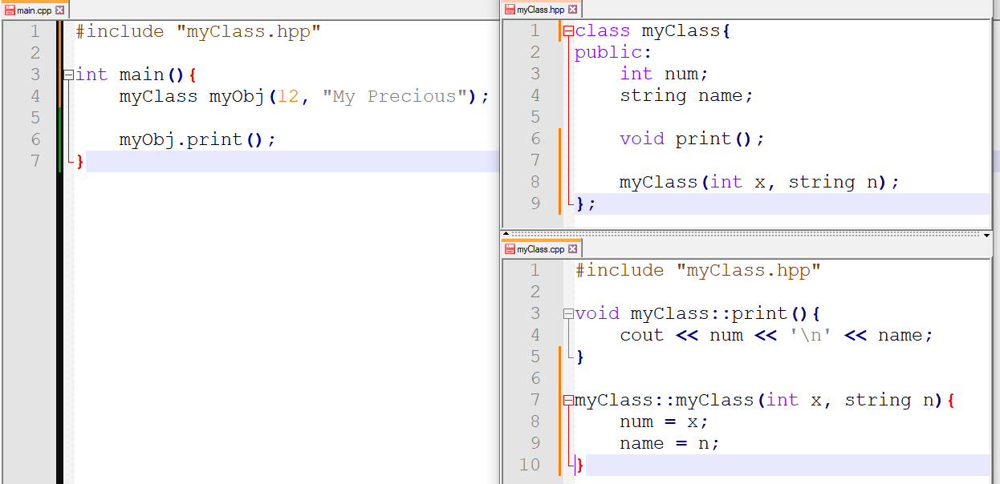 main.cpp
1 #include "myClass.hpp"
2
3 int main(){
4 myClass myObj(12, "My Precious");
5
6 myObj.print();
7 }
myClass.hpp
1 class myClass{
2 public:
3 int num;
4 string name;
5
6 void print();
7
8 myClass(int x, string n);
9 };
myClass.cpp
1 #include "myClass.hpp"
2
3 void myClass::print(){
4 cout << num << '\n' << name;
5 }
6
7 myClass::myClass(int x, string n){
8 num = x;
9 name = n;
10 }